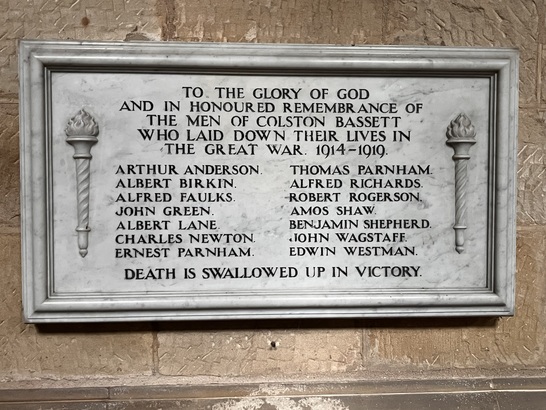 TO THE GLORY OF GOD
AND IN HONOURED REMEMBRANCE OF
THE MEN OF COLSTON BASSETT
WHO LAID DOWN THEIR LIVES IN
THE GREAT WAR. 1914-1919.
ARTHUR ANDERSON.
ALBERT BIRKIN.
ALFRED FAULKS.
JOHN GREEN.
ALBERT LANE.
CHARLES NEWTON.
ERNEST PARNHAM.
THOMAS PARNHAM.
ALFRED RICHARDS.
ROBERT ROGERSON.
AMOS SHAW.
BENJAMIN SHEPHERD.
JOHN WAGSTAFF.
EDWIN WESTMAN.
DEATH IS SWALLOWED UP IN VICTORY.